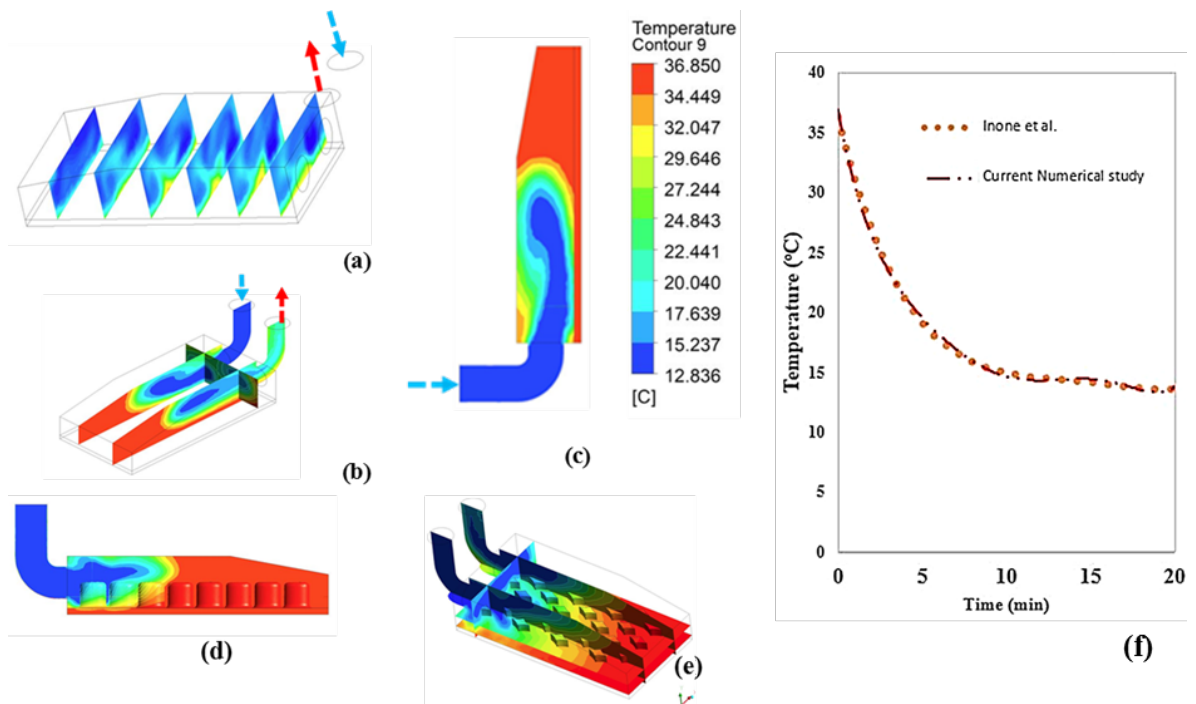 (a)
(b)
(c)
Temperature
Contour 9
36.850
34.449
32.047
29.646
27.244
24.843
22.441
20.040
17.639
15.237
12.836
[C]
(d)
(e)
40
35
30
25
20
15
10
5
0
Temperature (°C)
Inone et al.
Current Numerical study
0 5 10 15 20
Time (min)
(f)